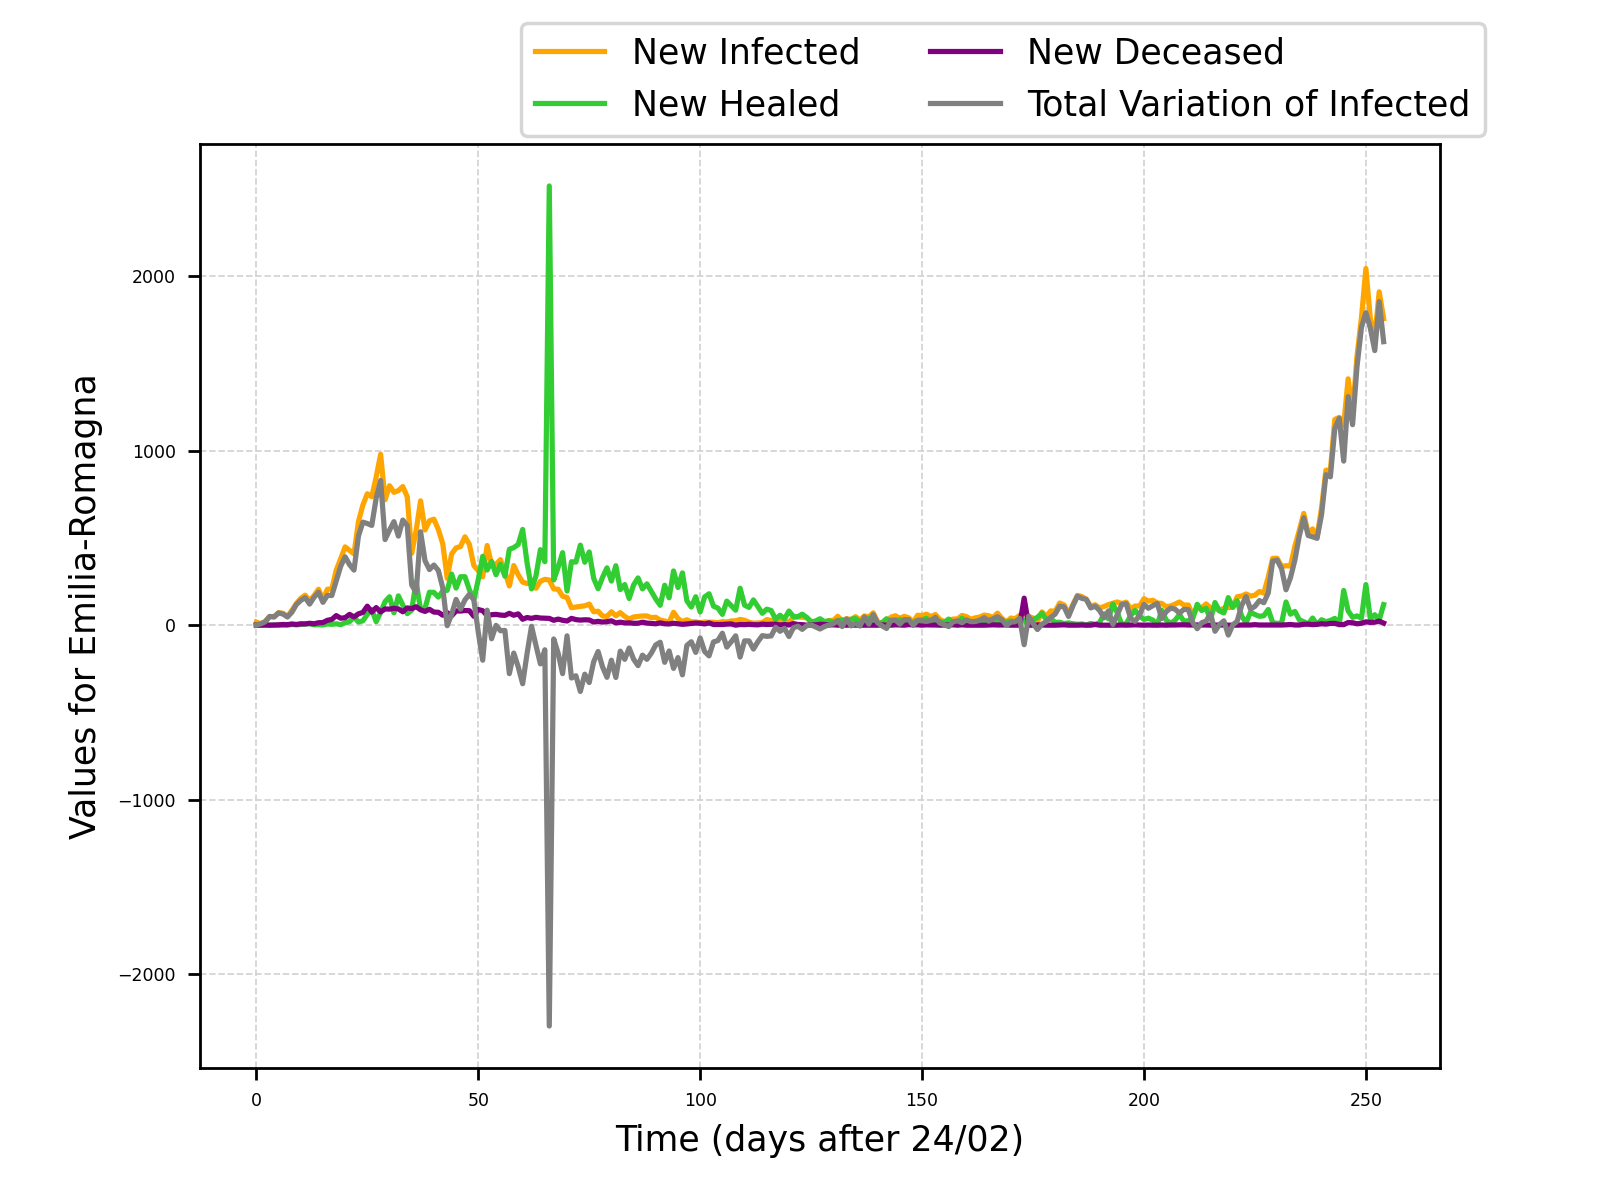 New Infected
New Healed
New Deceased
Total Variation of Infected
Values for Emilia-Romagna
2000
1000
0
−1000
−2000
0 50 100 150 200 250
Time (days after 24/02)